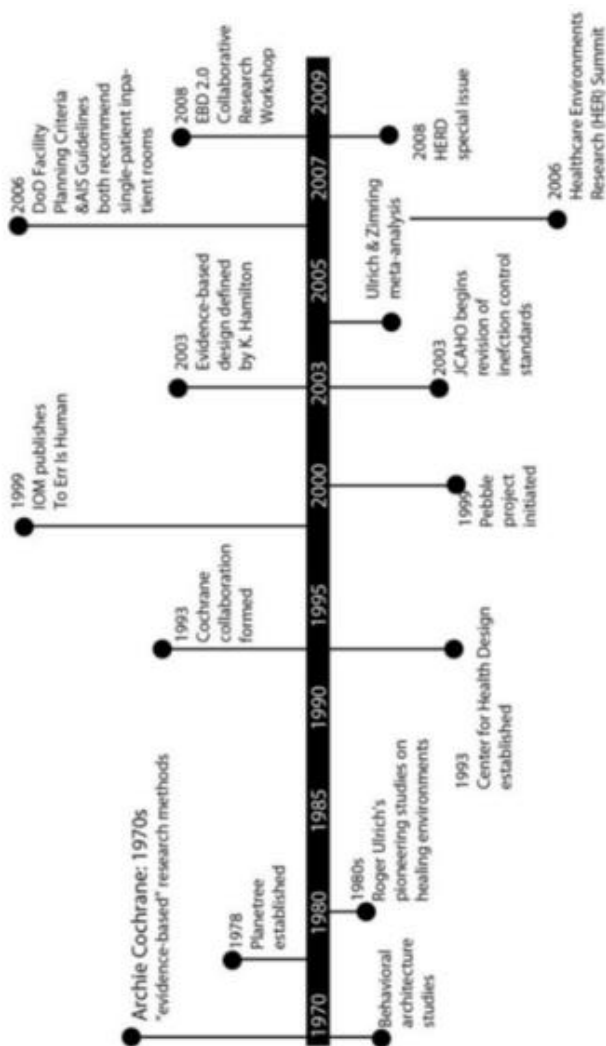 Archie Cochrane: 1970s
"evidence-based" research methods
1978
Planetree
established
1993
Cochrane
collaboration
formed
1999
IOM publishes
To Err Is Human
2003
Evidence-based
design defined
by K. Hamilton
2006
DoD Facility
Planning Criteria
&AIS Guidelines
both recommend
single-patient inpa-
tient rooms
2008
EBD 2.0
Collaborative
Research
Workshop
1970 1980 1985 1990 1995 2000 2003 2005 2007 2009
Behavioral
architecture
studies
1980s
Roger Ulrich's
pioneering studies on
healing environments
1993
Center for Health Design
established
1999
Pebble
project
initiated
2003
JCAHO begins
revision of
inefction control
standards
Ulrich & Zimring
meta-analysis
2006
Healthcare Environments
Research (HER) Summit
2008
HERD
special issue